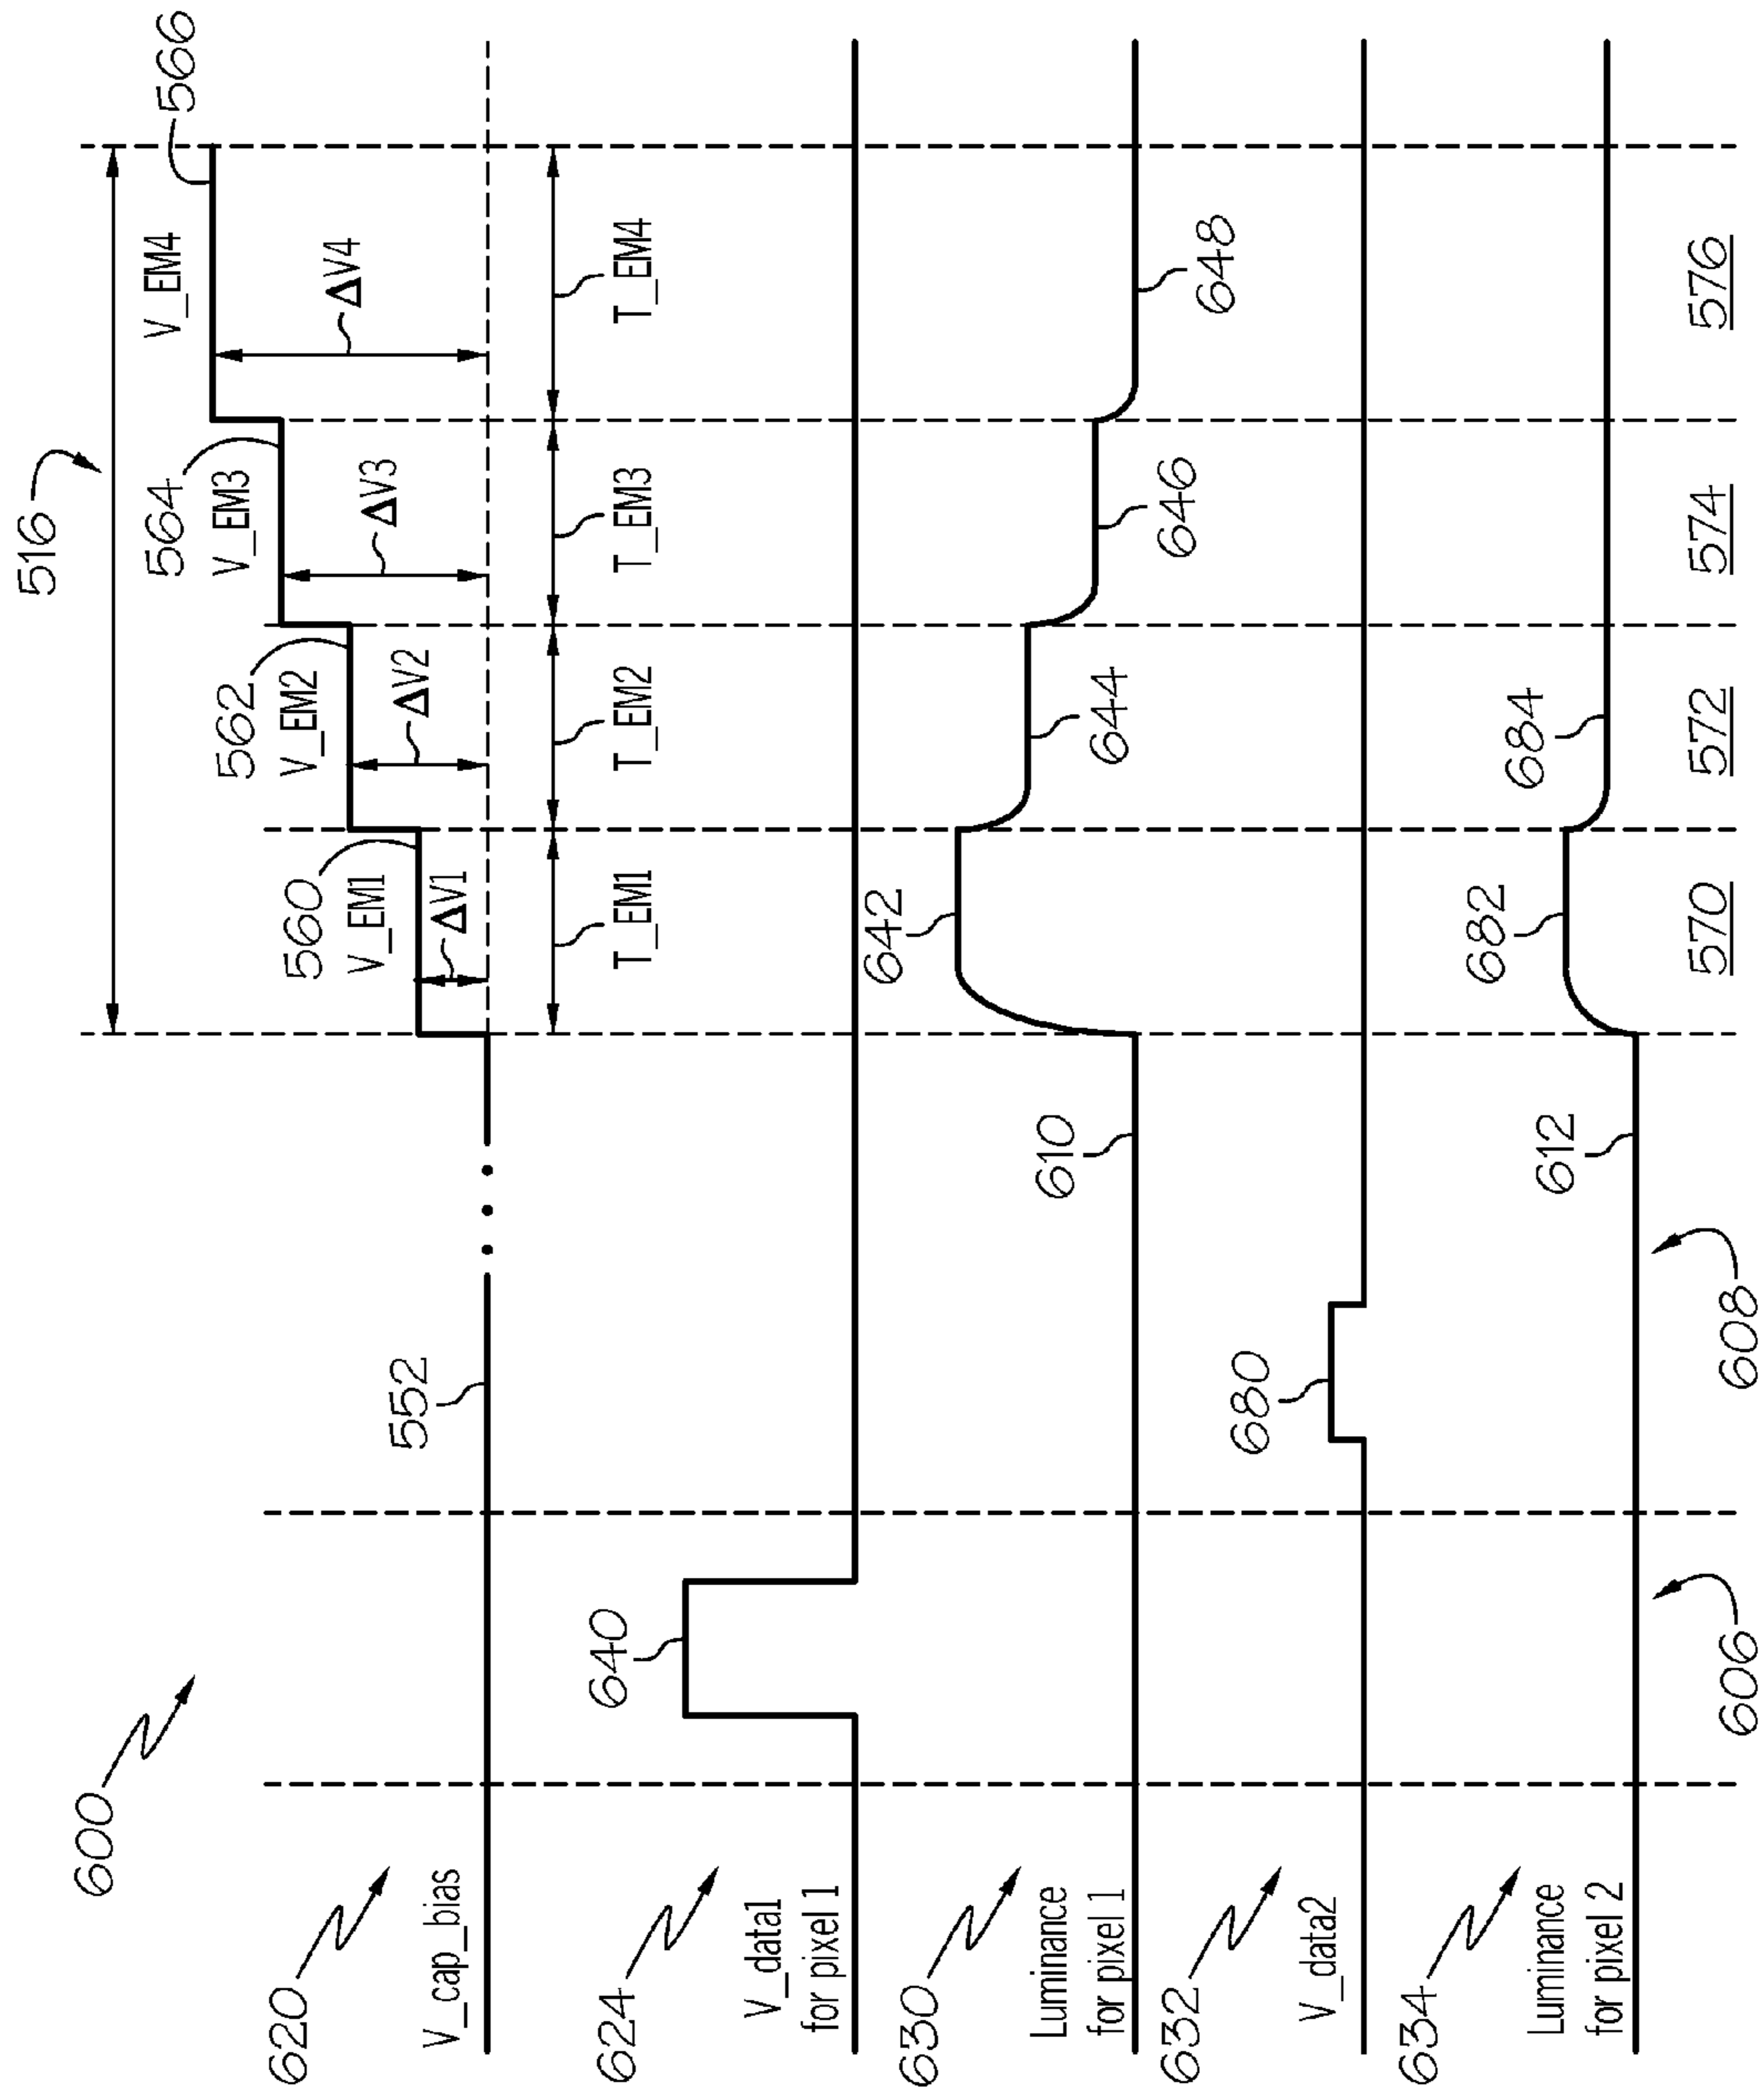 600
516
620
V_cap_bias
552
560
V_EM1
ΔV1
562
V_EM2
ΔV2
564
V_EM3
ΔV3
V_EM4
566
ΔV4
T_EM1
T_EM2
T_EM3
T_EM4
624
V_data1
for pixel 1
640
630
Luminance
for pixel 1
610
642
644
646
648
632
V_data2
680
634
Luminance
for pixel 2
612
682
684
606
608
570
572
574
576